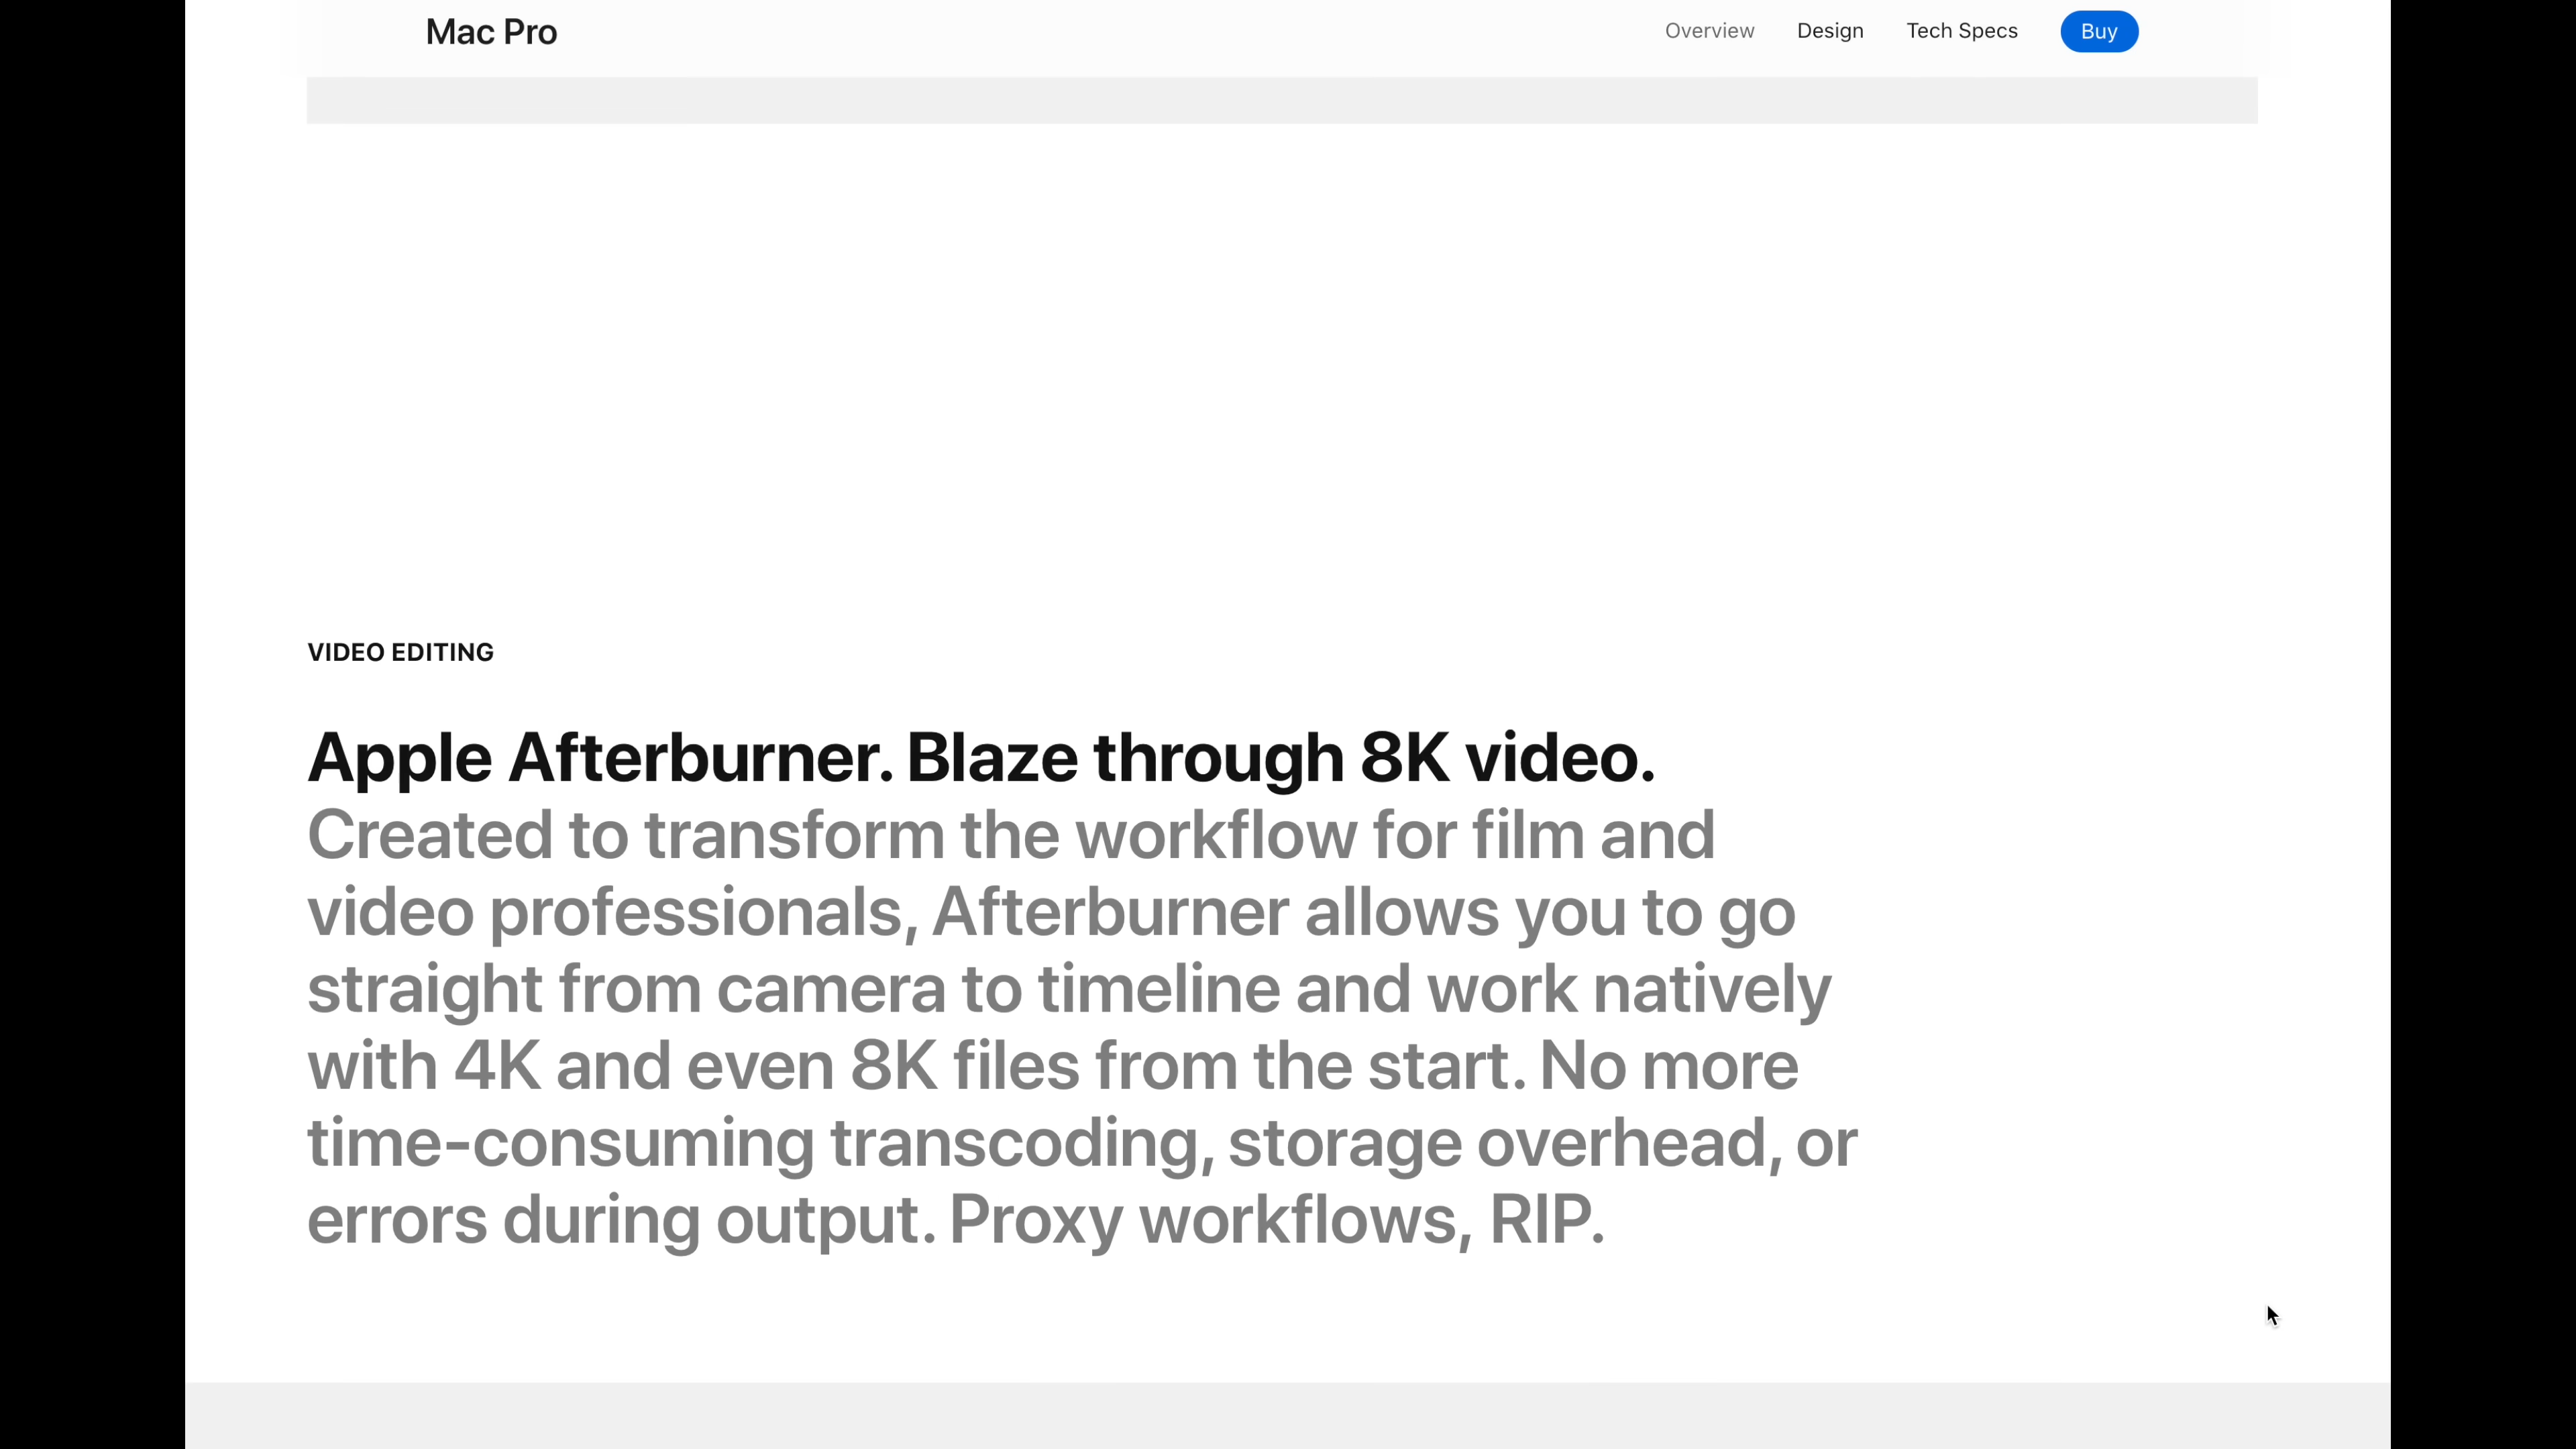 Mac Pro
Overview
Design
Tech Specs
Buy
VIDEO EDITING
Apple Afterburner. Blaze through 8K video.
Created to transform the workflow for film and
video professionals, Afterburner allows you to go
straight from camera to timeline and work natively
with 4K and even 8K files from the start. No more
time-consuming transcoding, storage overhead, or
errors during output. Proxy workflows, RIP.